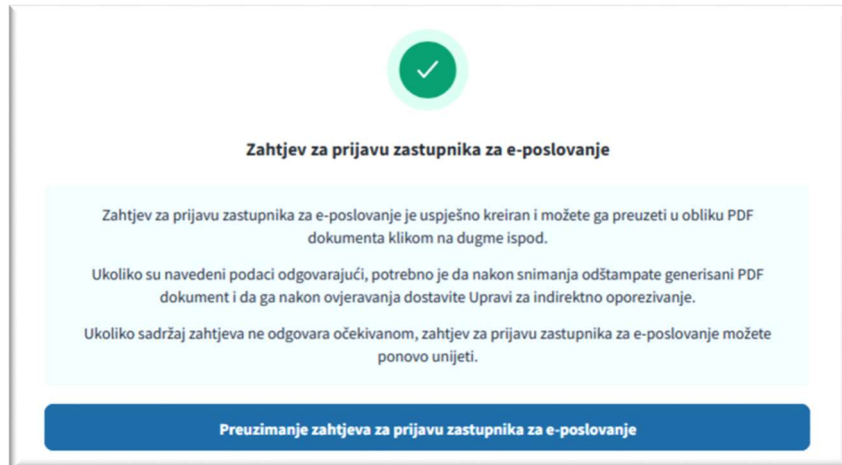 Zahtjev za prijavu zastupnika za e-poslovanje
Zahtjev za prijavu zastupnika za e-poslovanje je uspješno kreiran i možete ga preuzeti u obliku PDF
dokumenta klikom na dugme ispod.
Ukoliko su navedeni podaci odgovarajući, potrebno je da nakon snimanja odštampate generisani PDF
dokument i da ga nakon ovjeravanja dostavite Upravi za indirektno oporezivanje.
Ukoliko sadržaj zahtjeva ne odgovara očekivanom, zahtjev za prijavu zastupnika za e-poslovanje možete
ponovo unijeti.
Preuzimanje zahtjeva za prijavu zastupnika za e-poslovanje